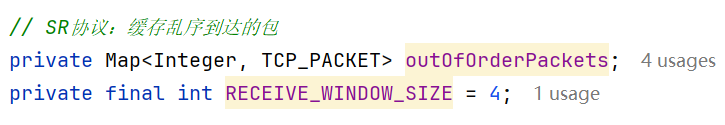 // SR协议：缓存乱序到达的包
private Map<Integer, TCP_PACKET> outOfOrderPackets; 4 usages
private final int RECEIVE_WINDOW_SIZE = 4; 1 usage